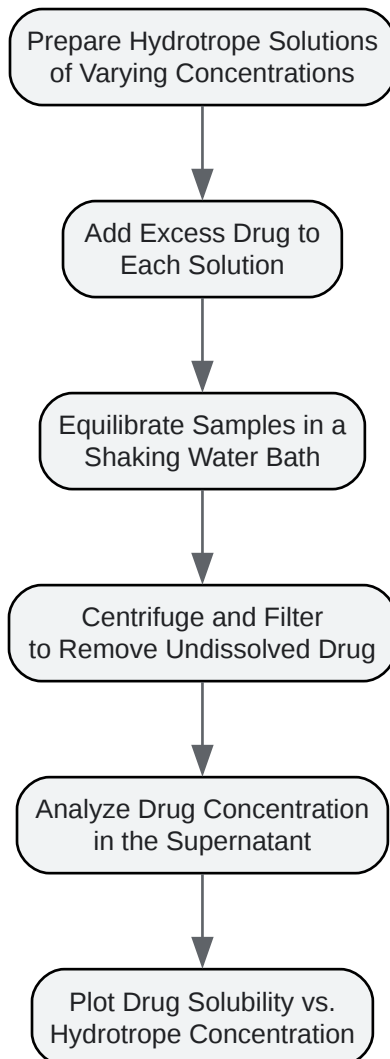 Prepare Hydrotrope Solutions
of Varying Concentrations
Add Excess Drug to
Each Solution
Equilibrate Samples in a
Shaking Water Bath
Centrifuge and Filter
to Remove Undissolved Drug
Analyze Drug Concentration
in the Supernatant
Plot Drug Solubility vs.
Hydrotrope Concentration